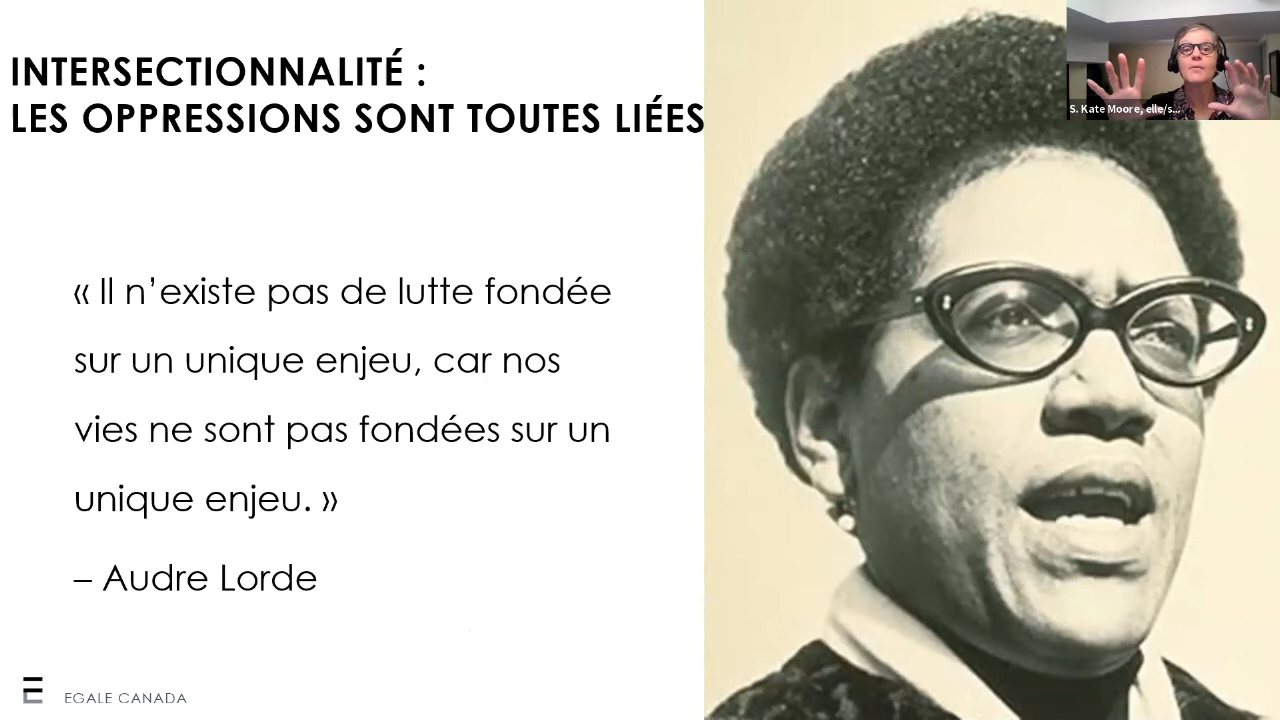 INTERSECTIONNALITÉ :
LES OPPRESSIONS SONT TOUTES LIÉES
« Il n’existe pas de lutte fondée
sur un unique enjeu, car nos
vies ne sont pas fondées sur un
unique enjeu. »
– Audre Lorde
EGALE CANADA
S. Kate Moore, elle/s...